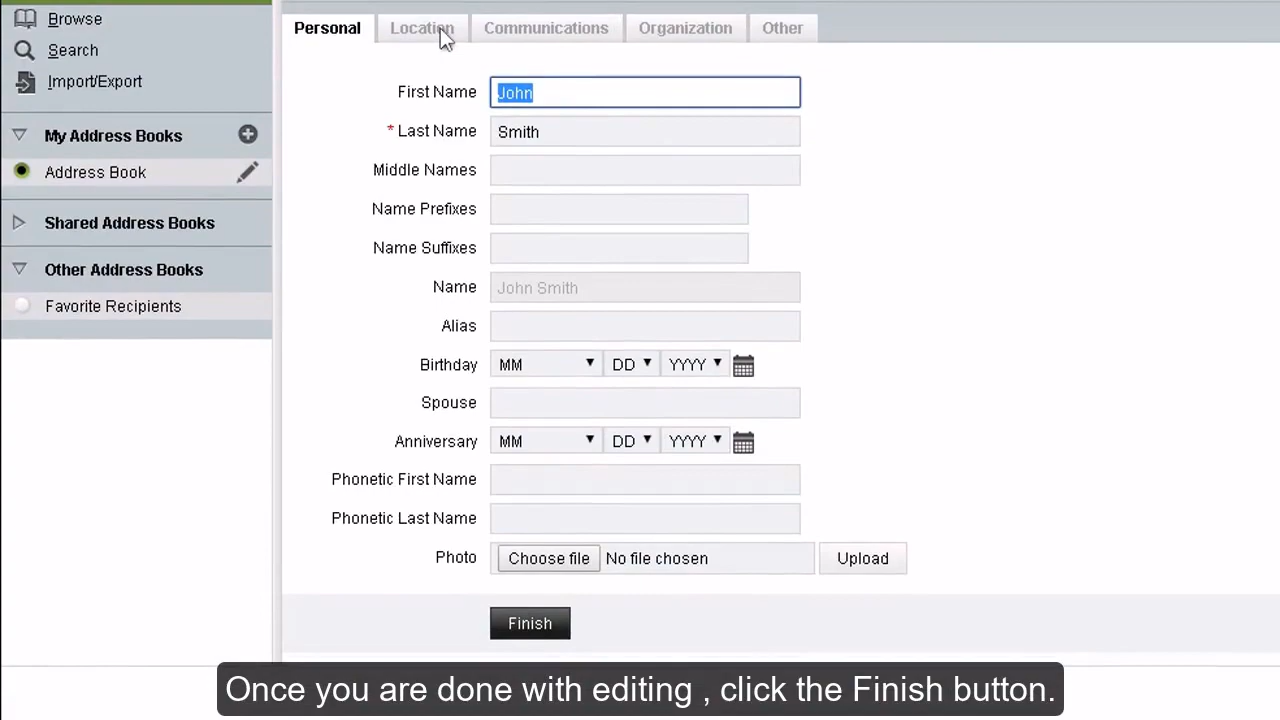 Browse
Search
Import/Export
My Address Books
Address Book
Shared Address Books
Other Address Books
Favorite Recipients
Personal Location Communications Organization Other
First Name John
* Last Name Smith
Middle Names
Name Prefixes
Name Suffixes
Name John Smith
Alias
Birthday MM DD YYYY
Spouse
Anniversary MM DD YYYY
Phonetic First Name
Phonetic Last Name
Photo Choose file No file chosen Upload
Finish
Once you are done with editing , click the Finish button.